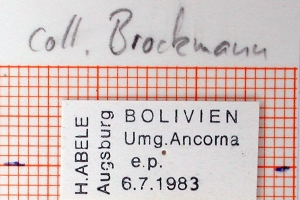 coll. Brockmann
H. ABELE
Augsburg
BOLIVIEN
Umg. Ancorna
e.p.
6.7.1983